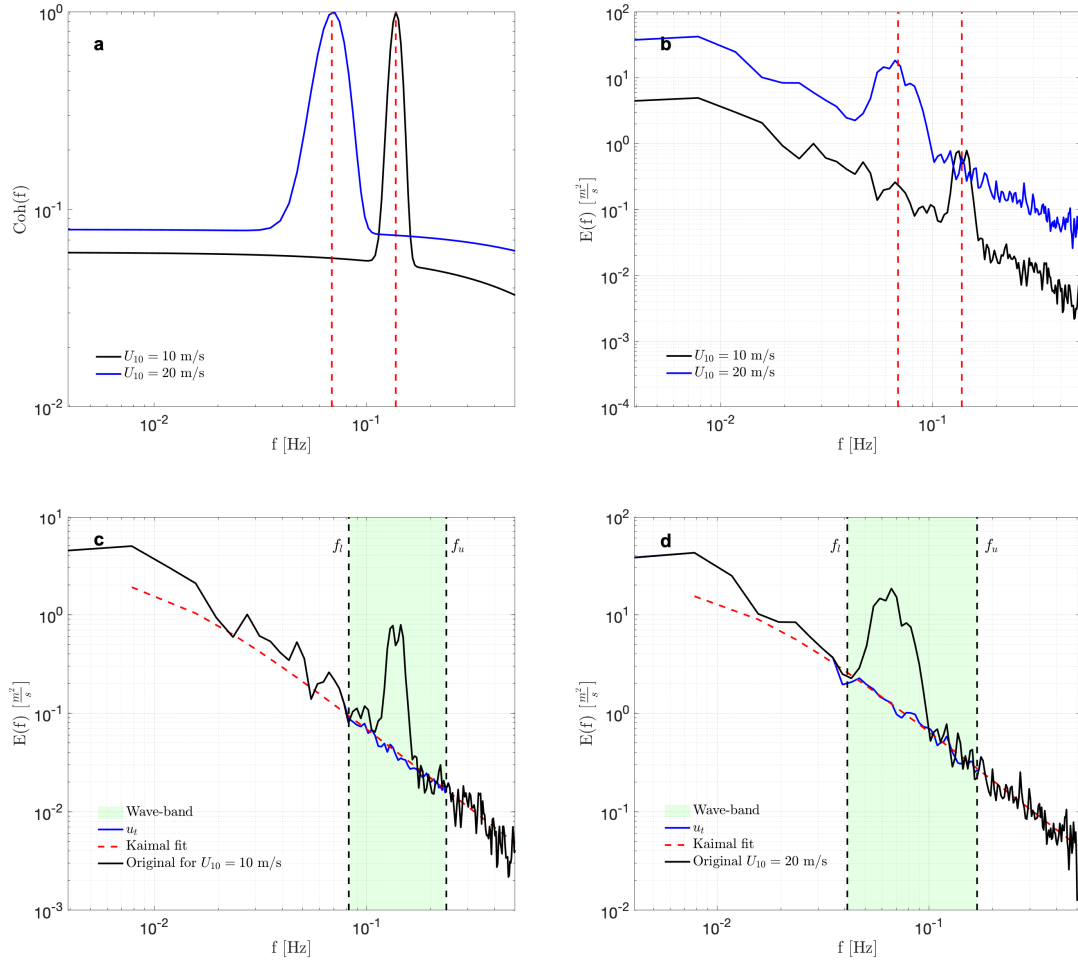 a
10^0
10^-1
10^-2
Coh(f)
10^-2
10^-1
f [Hz]
U_10 = 10 m/s
U_10 = 20 m/s
b
10^2
10^1
10^0
10^-1
10^-2
10^-3
10^-4
E(f) [m^2/s]
10^-2
10^-1
f [Hz]
U_10 = 10 m/s
U_10 = 20 m/s
c
10^1
10^0
10^-1
10^-2
10^-3
E(f) [m^2/s]
f_l
f_u
Wave-band
u_t
Kaimal fit
Original for U_10 = 10 m/s
10^-2
10^-1
f [Hz]
d
10^2
10^1
10^0
10^-1
10^-2
E(f) [m^2/s]
f_l
f_u
Wave-band
u_t
Kaimal fit
Original U_10 = 20 m/s
10^-2
10^-1
f [Hz]